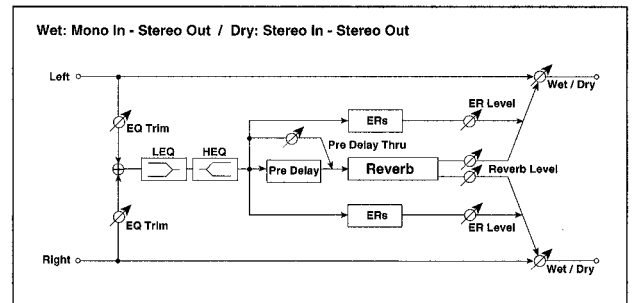 Wet: Mono In - Stereo Out / Dry: Stereo In - Stereo Out
Left
Wet / Dry
ER Level
ERs
EQ Trim
Pre Delay Thru
LEQ
HEQ
Pre Delay
Reverb
Reverb Level
ERs
EQ Trim
ER Level
Right
Wet / Dry